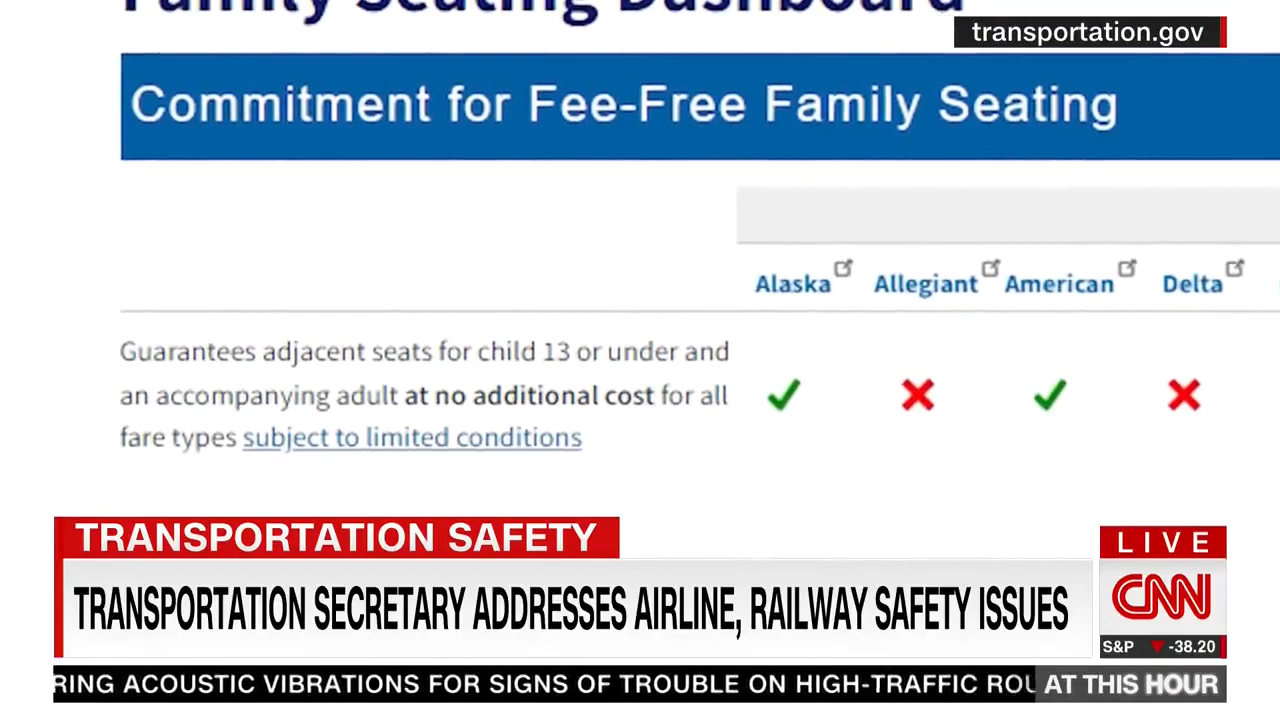 Family Seating Dashboard
transportation.gov
Commitment for Fee-Free Family Seating
Alaska Allegiant American Delta
Guarantees adjacent seats for child 13 or under and
an accompanying adult at no additional cost for all
fare types subject to limited conditions
TRANSPORTATION SAFETY
TRANSPORTATION SECRETARY ADDRESSES AIRLINE, RAILWAY SAFETY ISSUES
LIVE
CNN
S&P ▼ -38.20
RING ACOUSTIC VIBRATIONS FOR SIGNS OF TROUBLE ON HIGH-TRAFFIC ROU
AT THIS HOUR